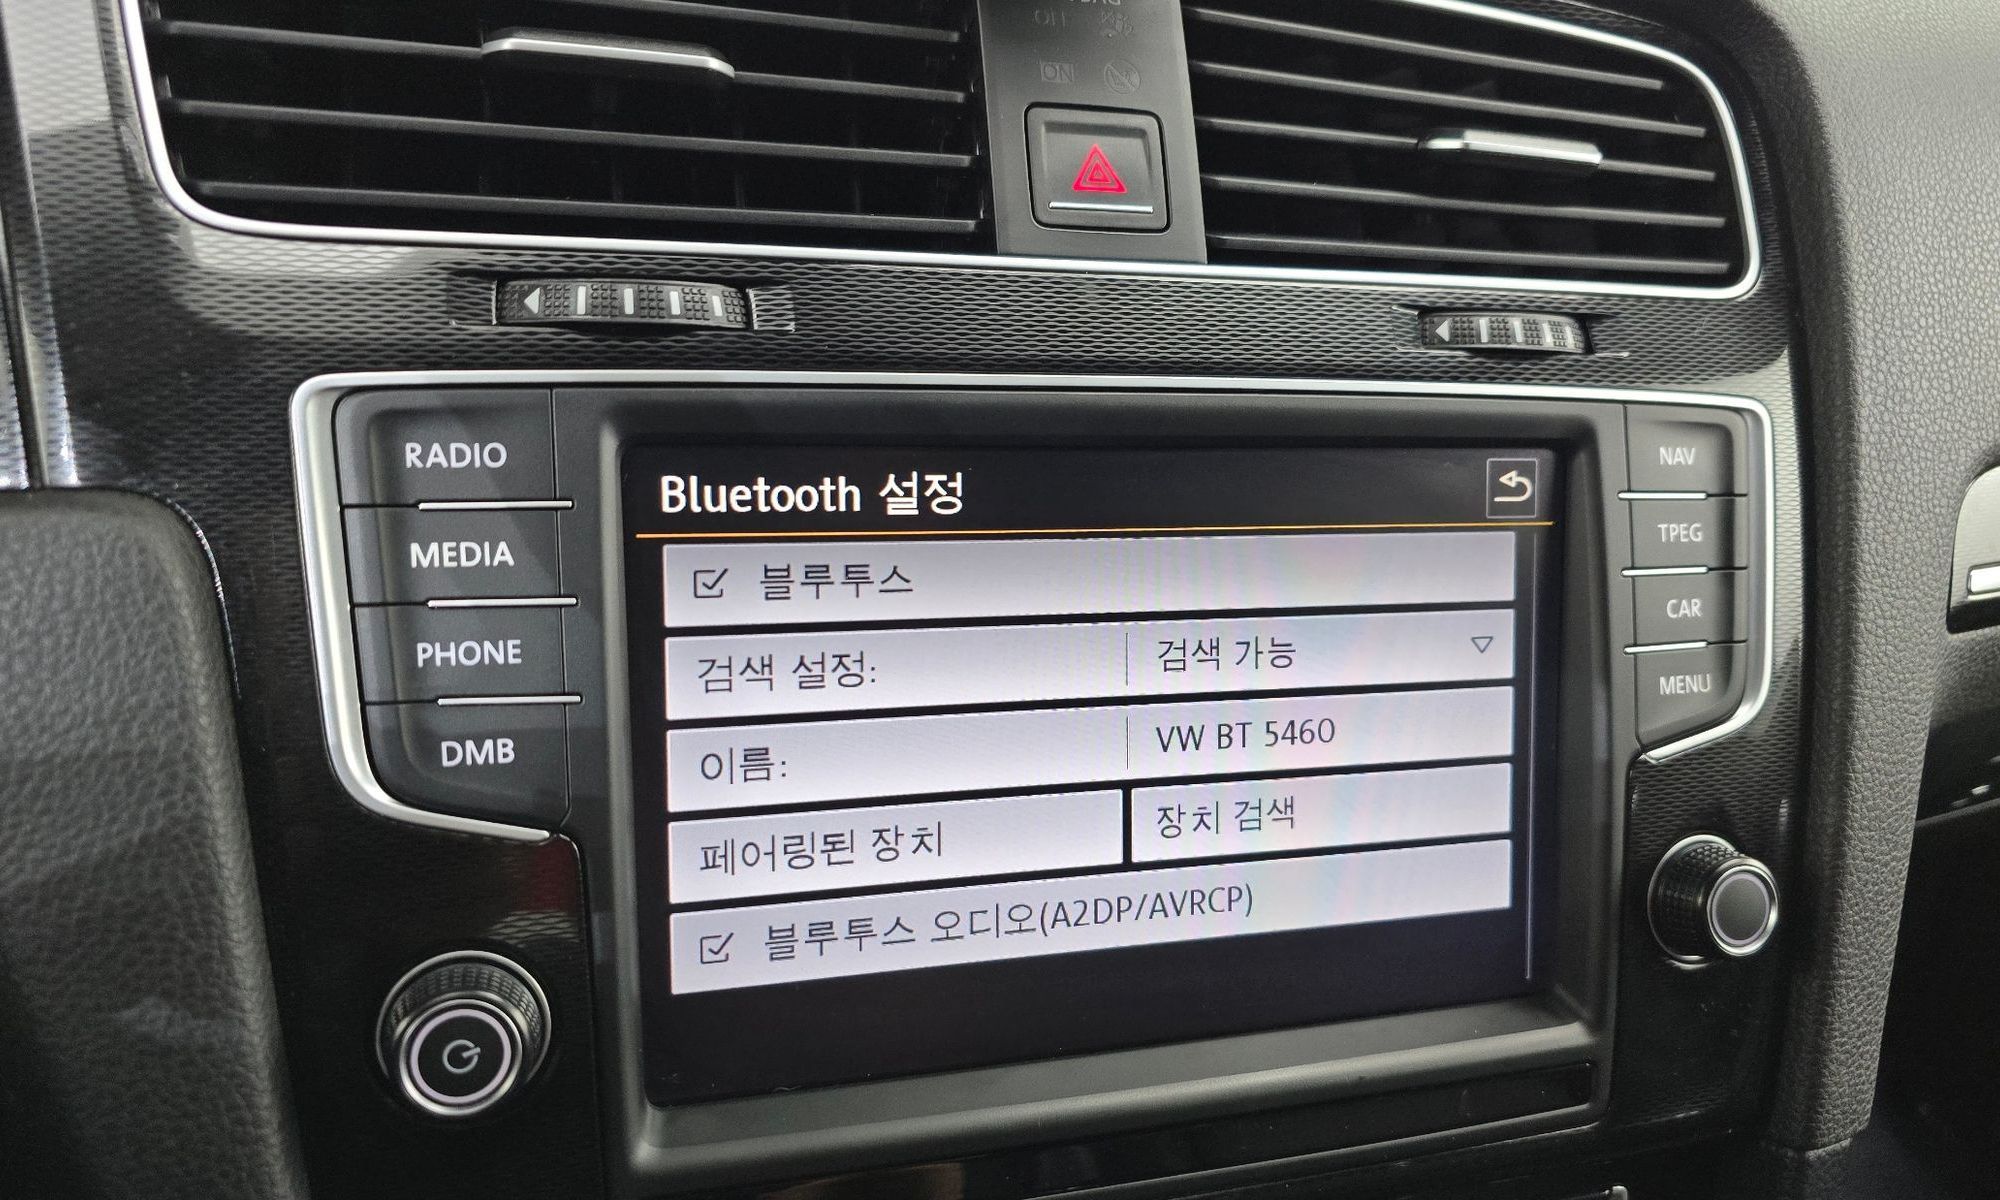 OFF
ON
RADIO
MEDIA
PHONE
DMB
Bluetooth 설정
블루투스
검색 설정: 검색 가능
이름: VW BT 5460
페어링된 장치 장치 검색
블루투스 오디오(A2DP/AVRCP)
NAV
TPEG
CAR
MENU